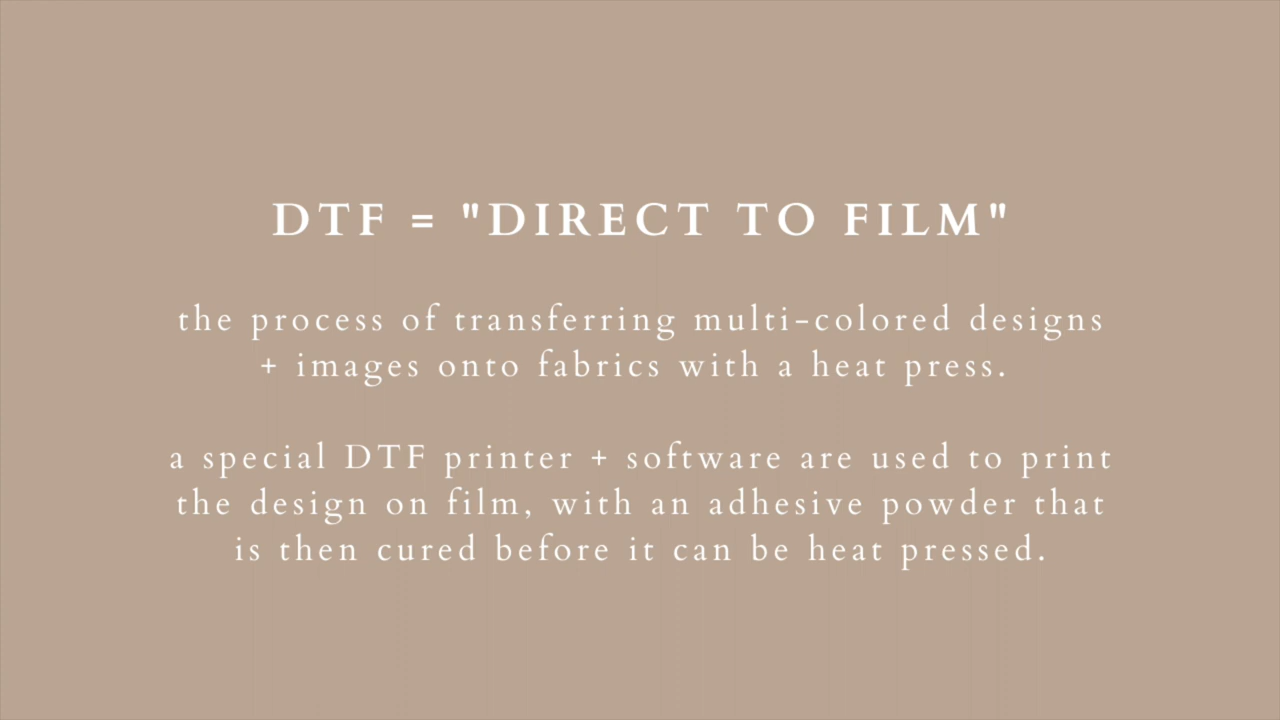 DTF = "DIRECT TO FILM"
the process of transferring multi-colored designs
+ images onto fabrics with a heat press.
a special DTF printer + software are used to print
the design on film, with an adhesive powder that
is then cured before it can be heat pressed.